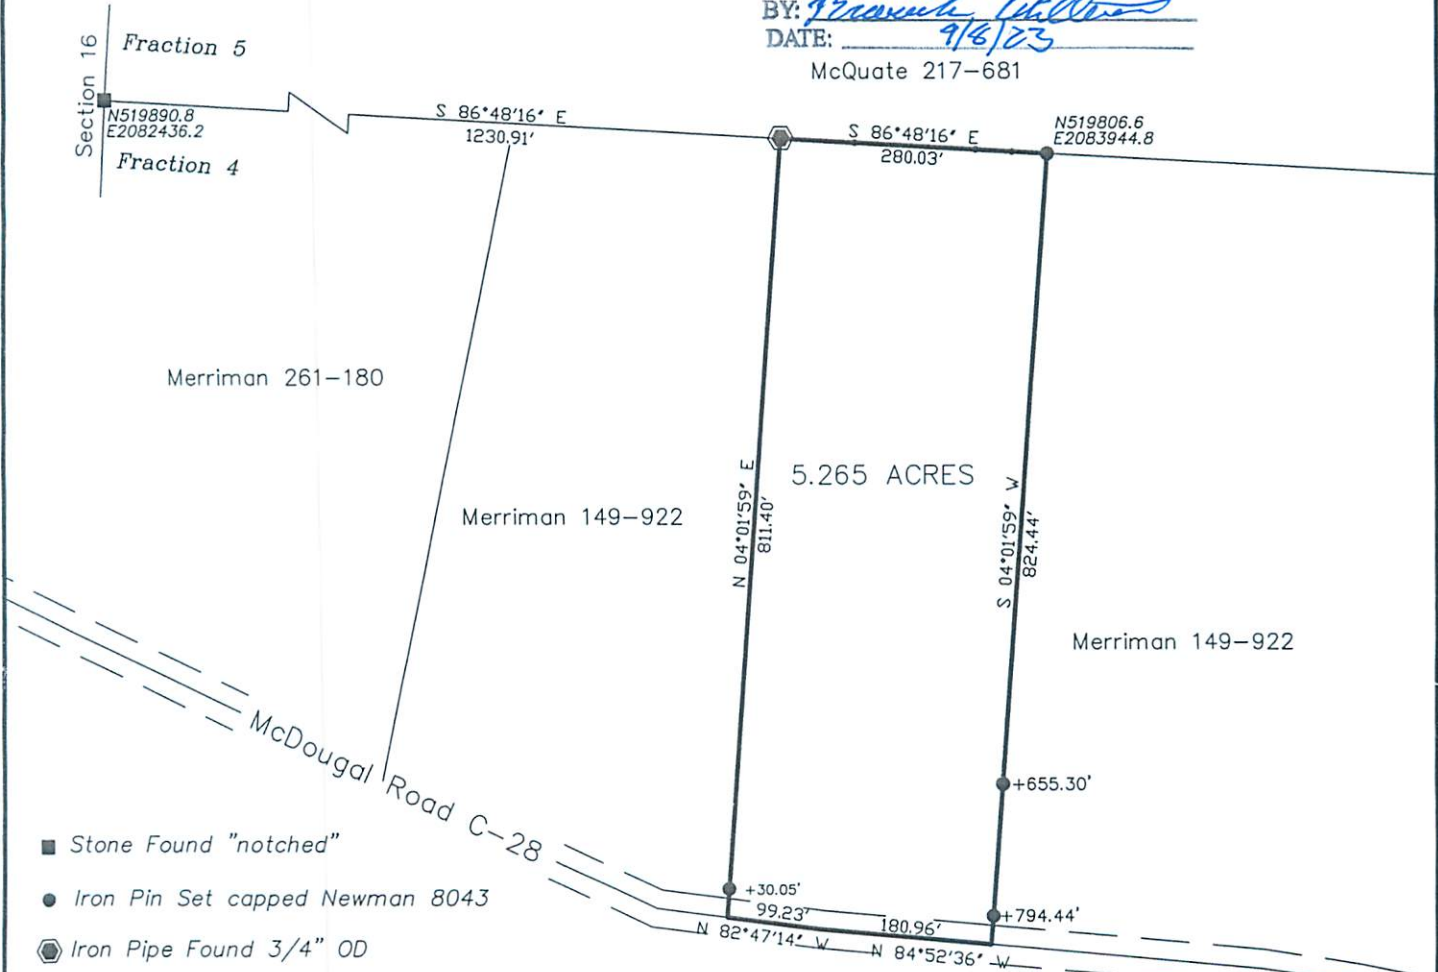 BY:
DATE: 9/8/23
McQuate 217-681
Section 16
Fraction 5
N519890.8
E2082436.2
Fraction 4
S 86°48'16" E
1230.91'
S 86°48'16" E
280.03'
N519806.6
E2083944.8
Merriman 261-180
Merriman 149-922
N 04°01'59" E
811.40'
5.265 ACRES
S 04°01'59" W
824.44'
Merriman 149-922
+655.30'
McDougal Road C-28
+30.05'
99.23'
180.96'
+794.44'
N 82°47'14" W
N 84°52'36" W
Stone Found "notched"
Iron Pin Set capped Newman 8043
Iron Pipe Found 3/4" OD